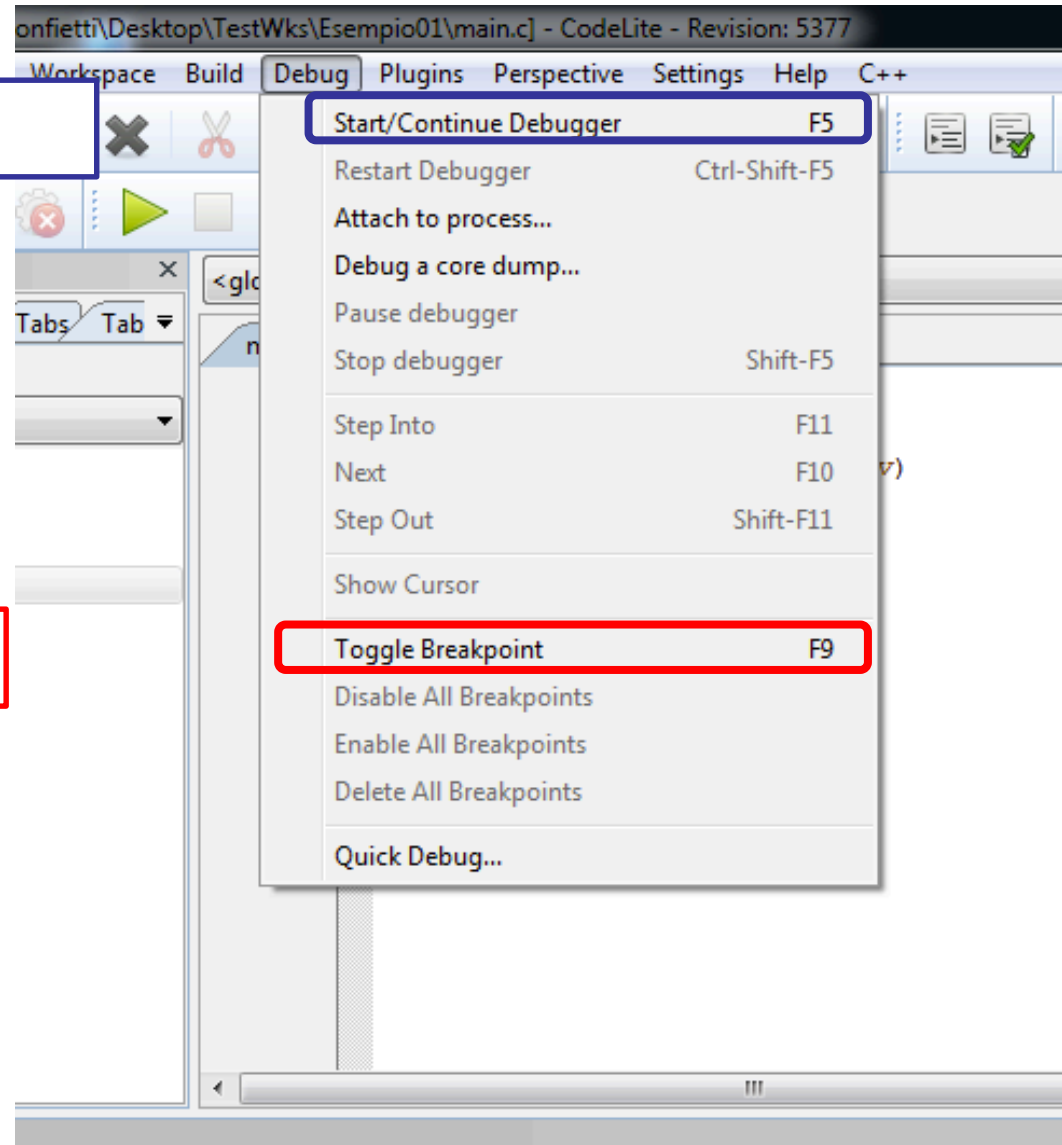 onfietti\Desktop\TestWks\Esempio01\main.c] - CodeLite - Revision: 5377
Workspace Build Debug Plugins Perspective Settings Help C++
Start/Continue Debugger F5
Restart Debugger Ctrl-Shift-F5
Attach to process...
Debug a core dump...
<glo
Pause debugger
Tabs Tab
Stop debugger Shift-F5
Step Into F11
Next F10
v)
Step Out Shift-F11
Show Cursor
Toggle Breakpoint F9
Disable All Breakpoints
Enable All Breakpoints
Delete All Breakpoints
Quick Debug...